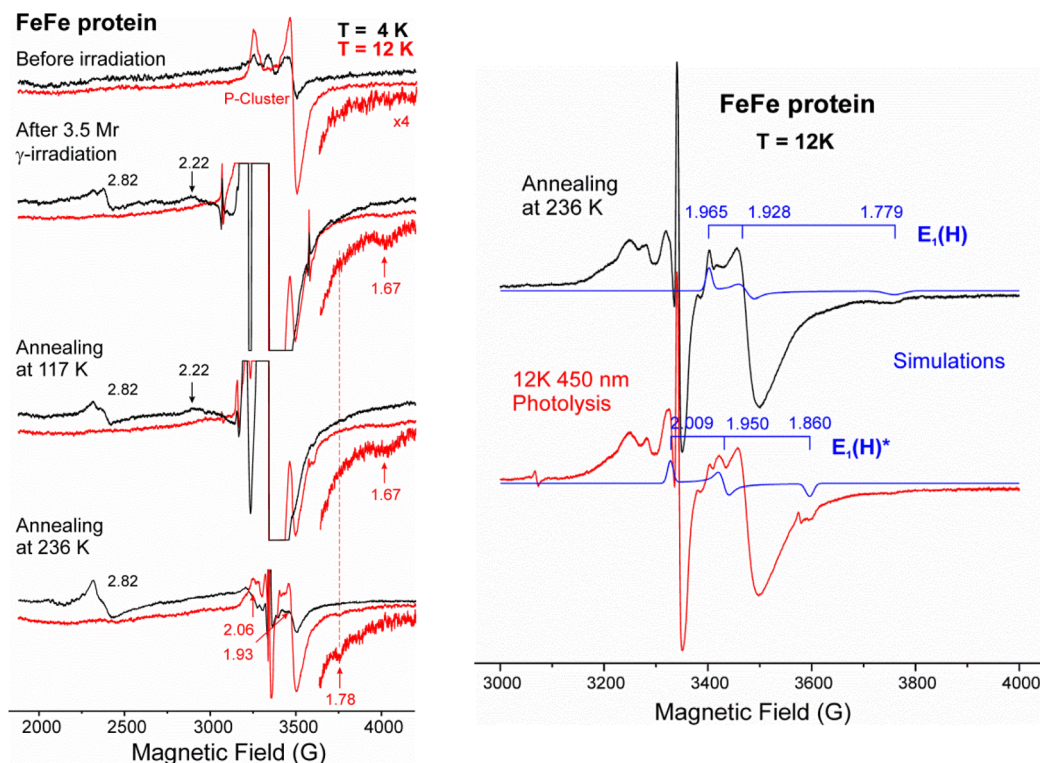 FeFe protein
T = 4 K
T = 12 K
Before irradiation
P-Cluster
x4
After 3.5 Mr
γ-irradiation
2.82
2.22
1.67
Annealing
at 117 K
2.82
2.22
1.67
Annealing
at 236 K
2.82
2.06
1.93
1.78
2000
2500
3000
3500
4000
Magnetic Field (G)
FeFe protein
T = 12K
Annealing
at 236 K
1.965
1.928
1.779
E₁(H)
Simulations
12K 450 nm
Photolysis
2.009
1.950
1.860
E₁(H)*
3000
3200
3400
3600
3800
4000
Magnetic Field (G)